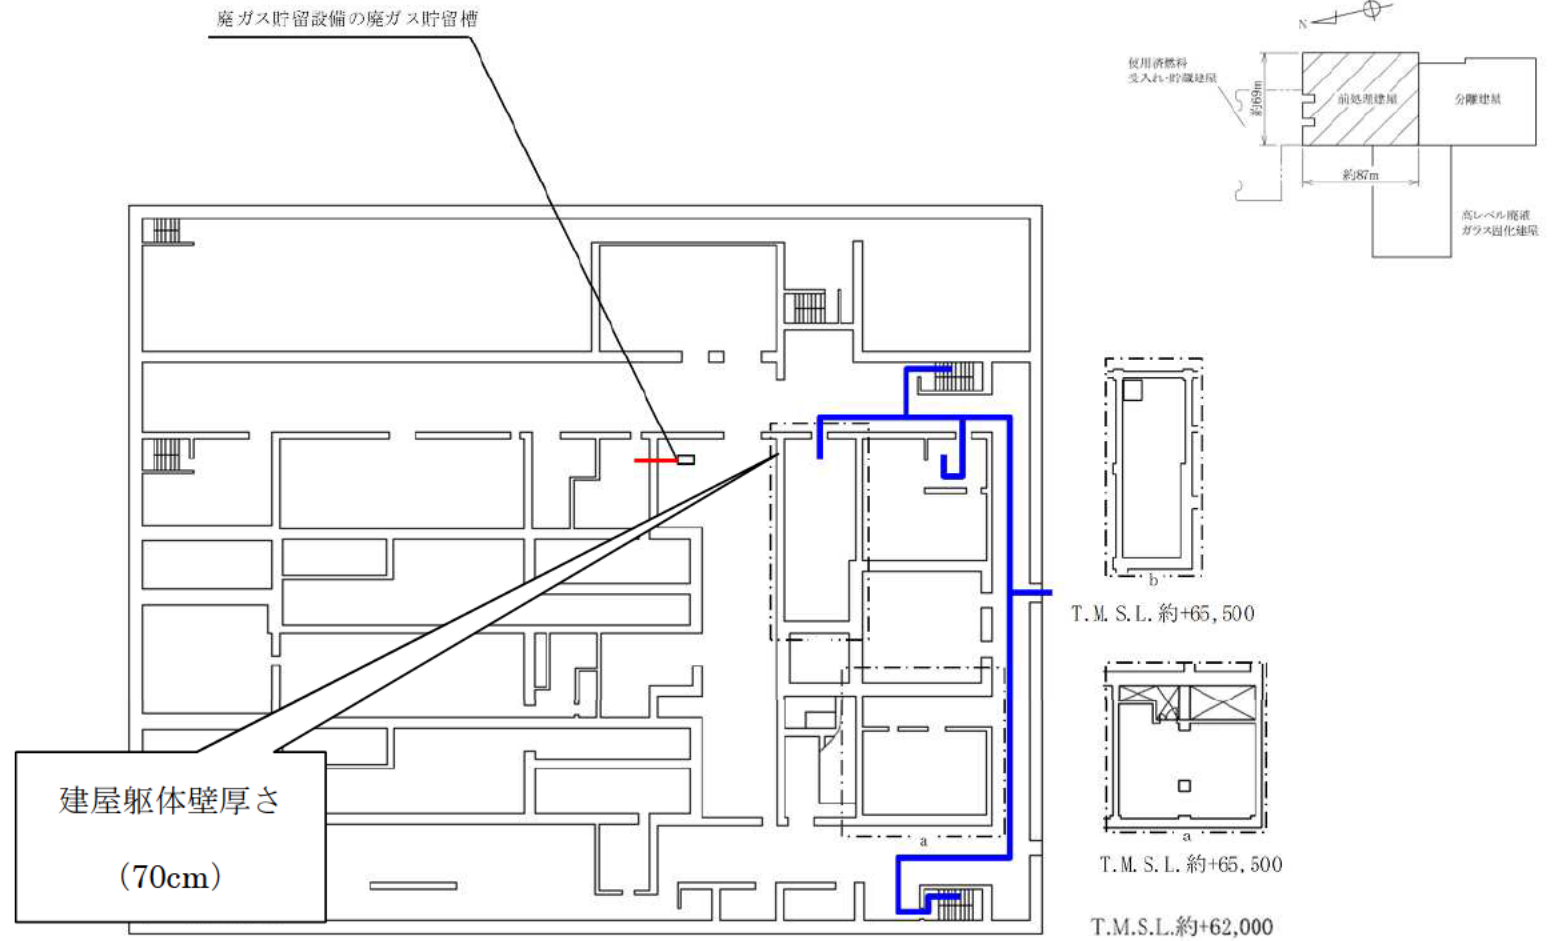 廃ガス貯留設備の廃ガス貯留槽
N
使用済燃料
受入れ・貯蔵建屋
約69m
前処理建屋
分離建屋
約87m
高レベル廃液
ガラス固化建屋
b
T.M.S.L.約+65,500
建屋躯体壁厚さ
（70cm）
a
a
T.M.S.L.約+65,500
T.M.S.L.約+62,000